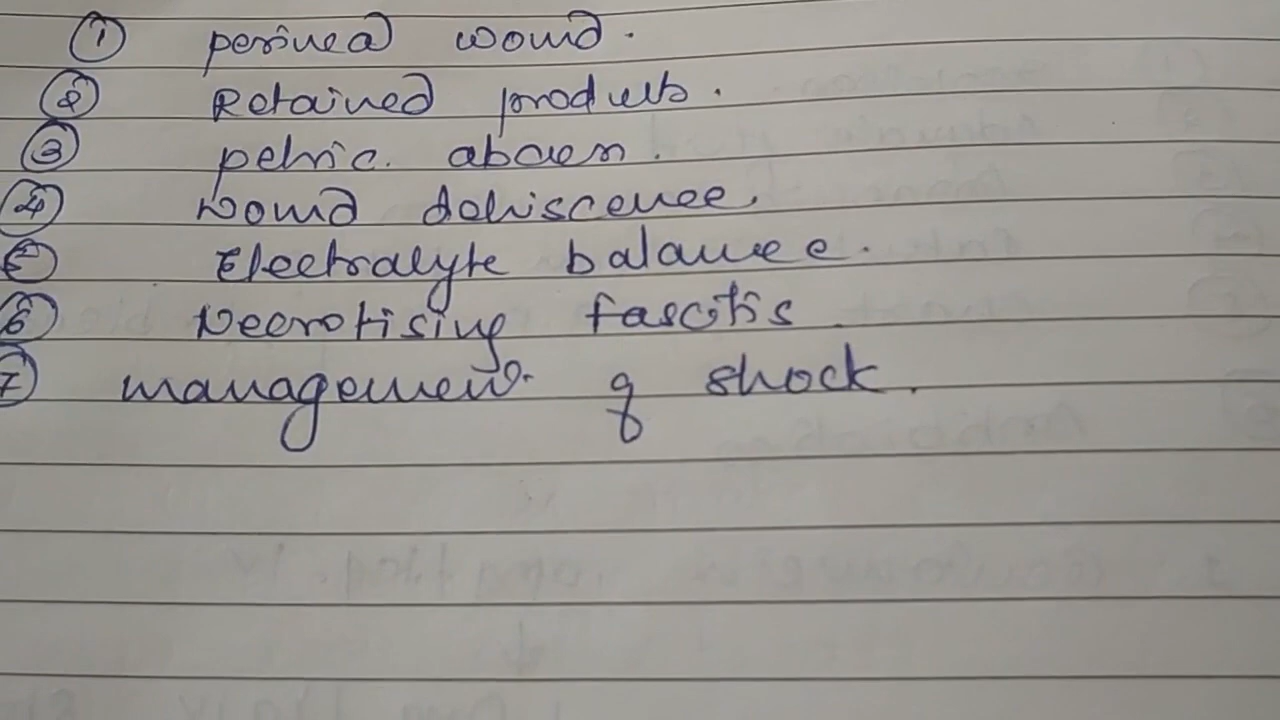 ① perineal wound.
② Retained products.
③ pelvic. abscess.
④ Wound dehiscence.
⑤ Electrolyte balance.
⑥ Necrotising fascitis
⑦ management of shock.